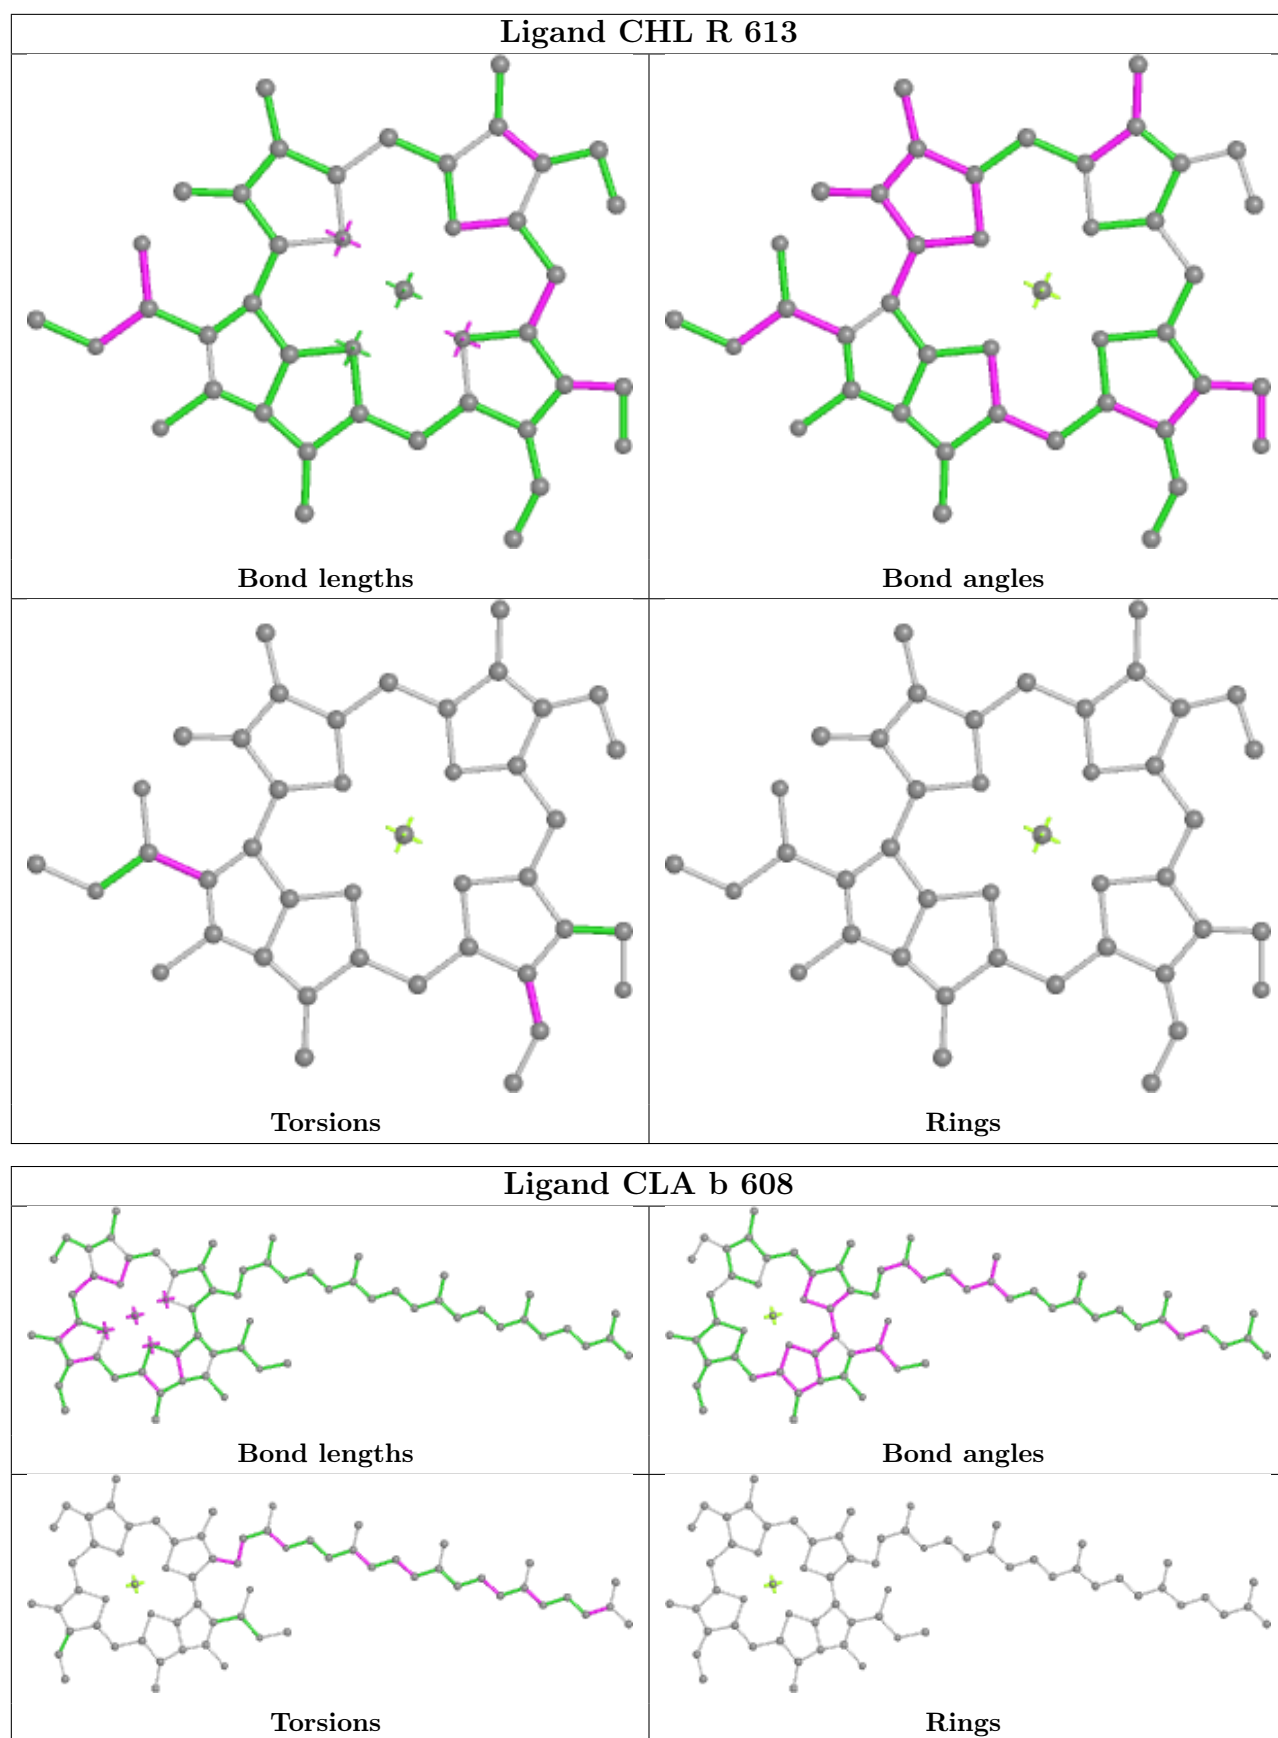 Ligand CHL R 613
Bond lengths
Bond angles
Torsions
Rings
Ligand CLA b 608
Bond lengths
Bond angles
Torsions
Rings